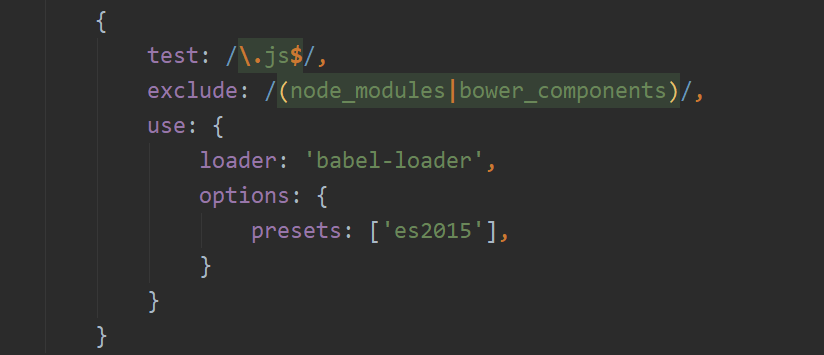 {
    test: /\.js$/,
    exclude: /(node_modules|bower_components)/,
    use: {
        loader: 'babel-loader',
        options: {
            presets: ['es2015'],
        }
    }
}